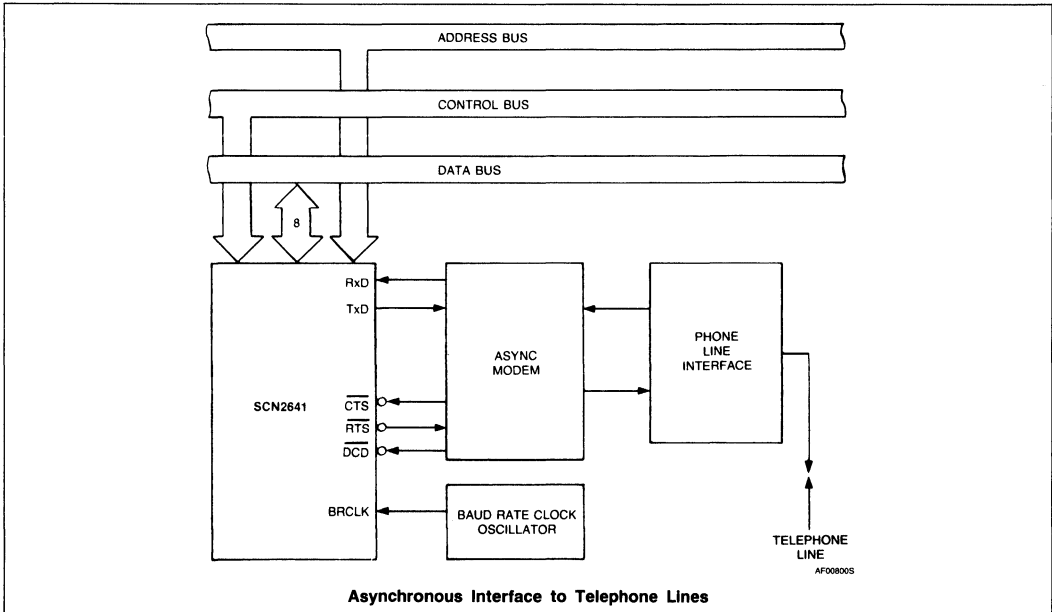 ADDRESS BUS
CONTROL BUS
DATA BUS
8
RxD
TxD
SCN2641
CTS
RTS
DCD
BRCLK
ASYNC
MODEM
BAUD RATE CLOCK
OSCILLATOR
PHONE
LINE
INTERFACE
TELEPHONE
LINE
AF00800S
Asynchronous Interface to Telephone Lines